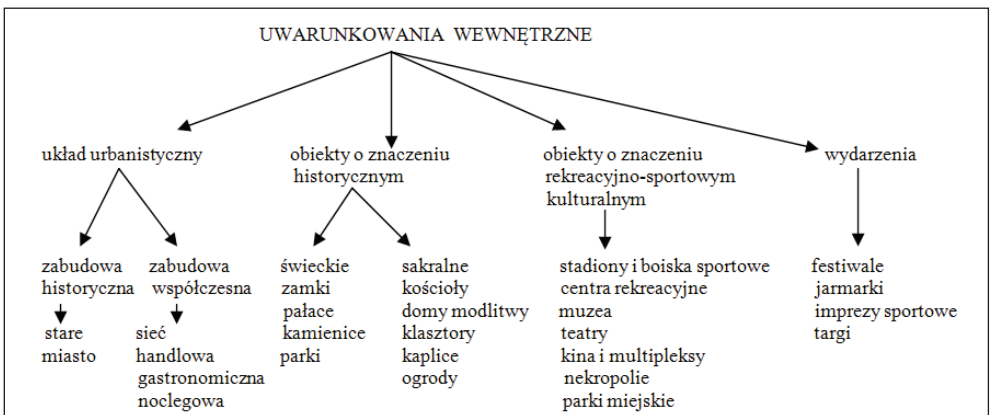 UWARUNKOWANIA WEWNĘTRZNE
układ urbanistyczny
zabudowa
historyczna
stare
miasto
zabudowa
współczesna
sieć
handlowa
gastronomiczna
noclegowa
obiekty o znaczeniu
historycznym
świeckie
zamki
pałace
kamienice
parki
sakralne
kościoły
domy modlitwy
klasztory
kaplice
ogrody
obiekty o znaczeniu
rekreacyjno-sportowym
kulturalnym
stadiony i boiska sportowe
centra rekreacyjne
muzea
teatry
kina i multipleksy
nekropolie
parki miejskie
wydarzenia
festiwale
jarmarki
imprezy sportowe
targi